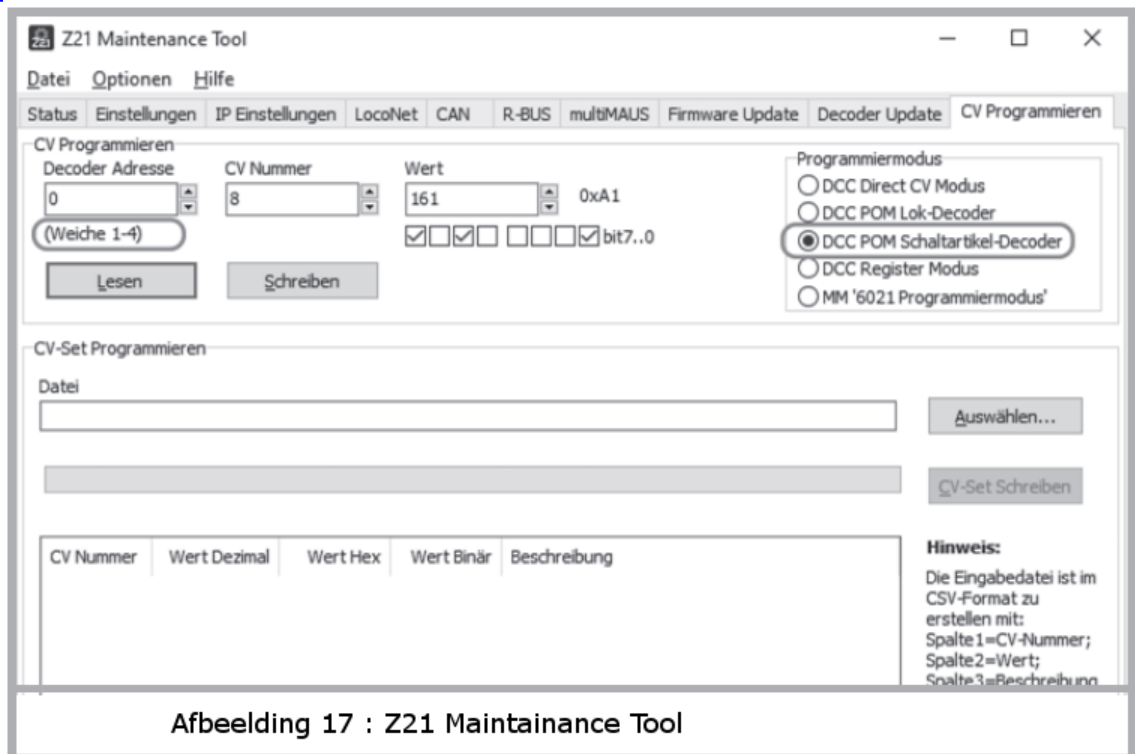 Z21 Maintenance Tool
Datei Optionen Hilfe
Status Einstellungen IP Einstellungen LocoNet CAN R-BUS multiMAUS Firmware Update Decoder Update CV Programmieren
CV Programmieren
Decoder Adresse CV Nummer Wert
0 8 161 0xA1
(Weiche 1-4) bit7..0
Lesen Schreiben
Programmiermodus
DCC Direct CV Modus
DCC POM Lok-Decoder
DCC POM Schaltartikel-Decoder
DCC Register Modus
MM '6021 Programmiermodus'
CV-Set Programmieren
Datei
Auswählen...
CV-Set Schreiben
CV Nummer Wert Dezimal Wert Hex Wert Binär Beschreibung
Hinweis:
Die Eingabedatei ist im
CSV-Format zu
erstellen mit:
Spalte1=CV-Nummer;
Spalte2=Wert;
Spalte3=Beschreibung
Afbeelding 17 : Z21 Maintainance Tool